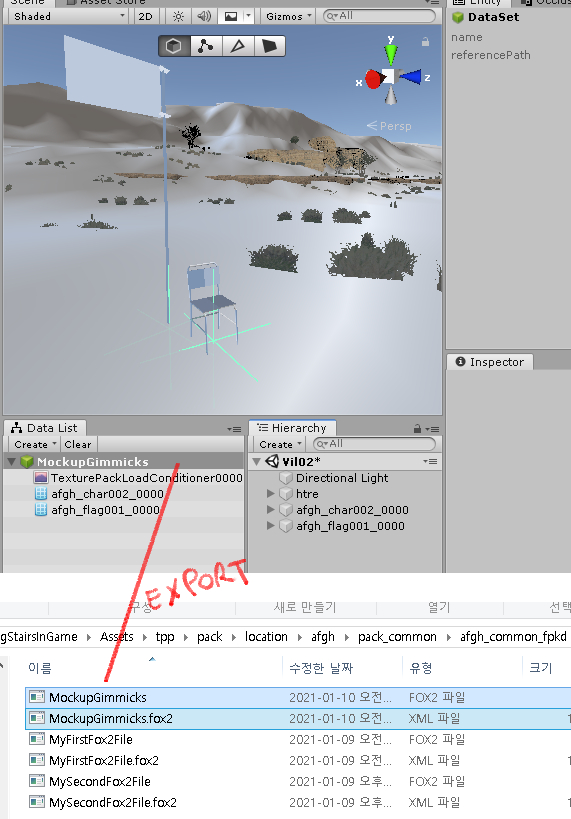 Scene
Asset Store
Shaded
2D
Gizmos
All
y
x
z
Persp
Entity
DataSet
name
referencePath
Inspector
Data List
Create
Clear
MockupGimmicks
TexturePackLoadConditioner0000
afgh_char002_0000
afgh_flag001_0000
Hierarchy
Create
All
Vil02*
Directional Light
htre
afgh_char002_0000
afgh_flag001_0000
EXPORT
구성
새로 만들기
열기
선택
gStairsInGame > Assets > tpp > pack > location > afgh > pack_common > afgh_common_fpkd
이름 수정한 날짜 유형 크기
MockupGimmicks 2021-01-10 오전... FOX2 파일
MockupGimmicks.fox2 2021-01-10 오전... XML 파일
MyFirstFox2File 2021-01-09 오전... FOX2 파일
MyFirstFox2File.fox2 2021-01-09 오전... XML 파일
MySecondFox2File 2021-01-09 오후... FOX2 파일
MySecondFox2File.fox2 2021-01-09 오후... XML 파일